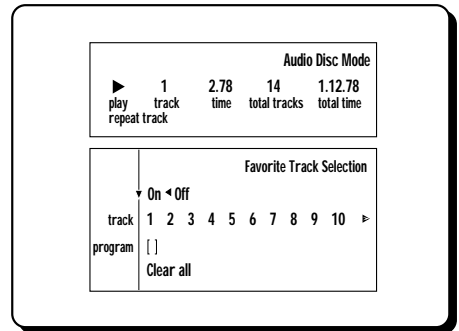 Audio Disc Mode
▶ 1 2.78 14 1.12.78
play track time total tracks total time
repeat track
Favorite Track Selection
▾ On ◂ Off
track 1 2 3 4 5 6 7 8 9 10 ▹
program [ ]
Clear all